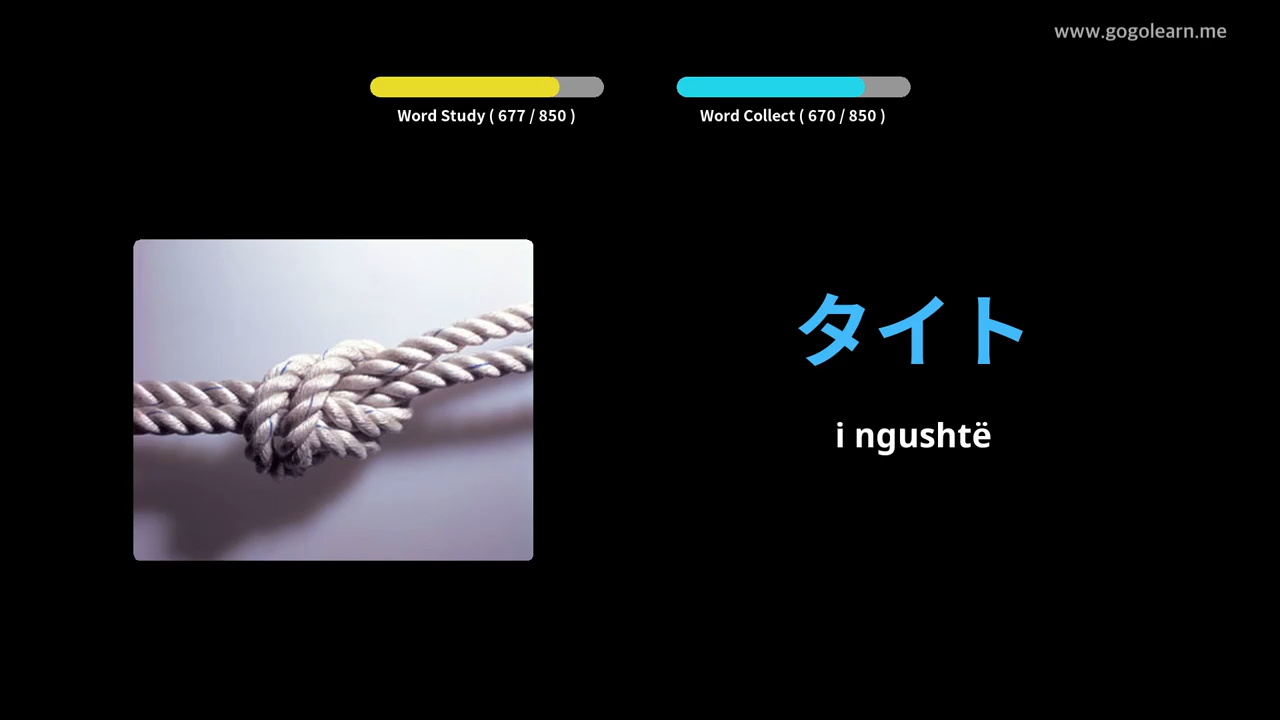 www.gogolearn.me
Word Study ( 677 / 850 )
Word Collect ( 670 / 850 )
タイト
i ngushtë